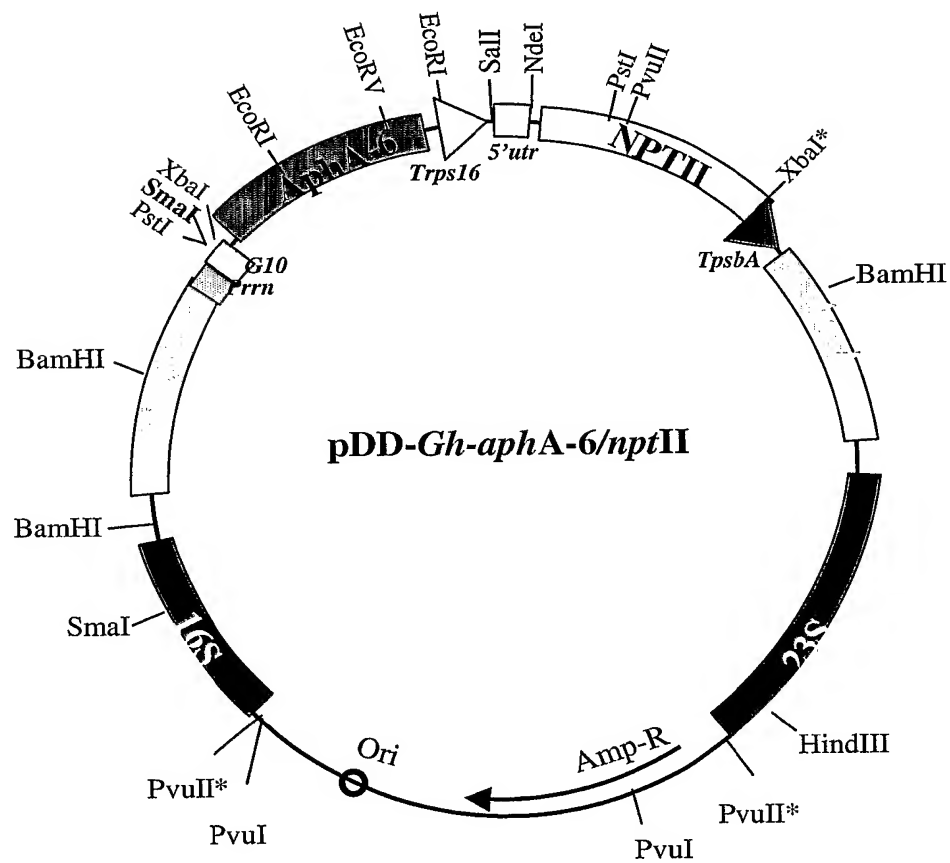 EcoRV
EcoRI
SalI
NdeI
PstI
PvuII
EcoRI
AphA-6
Trps16
5'utr
NPTII
XbaI*
XbaI
SmaI
PstI
G10
Prrn
TpsbA
BamHI
BamHI
pDD-Gh-aphA-6/nptII
BamHI
SmaI
16S
23S
HindIII
Ori
Amp-R
PvuII*
PvuI
PvuI
PvuII*